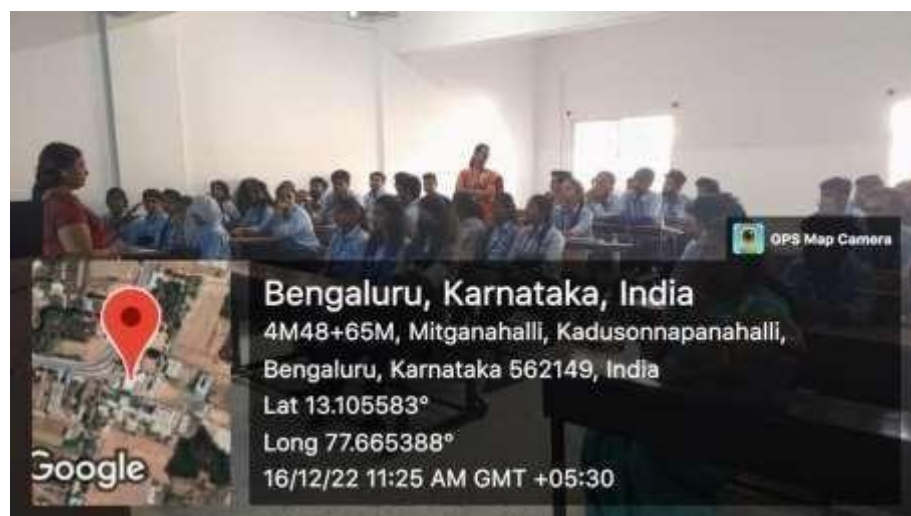 GPS Map Camera
Bengaluru, Karnataka, India
4M48+65M, Mitganahalli, Kadusonnapanahalli,
Bengaluru, Karnataka 562149, India
Lat 13.105583°
Long 77.665388°
16/12/22 11:25 AM GMT +05:30
Google